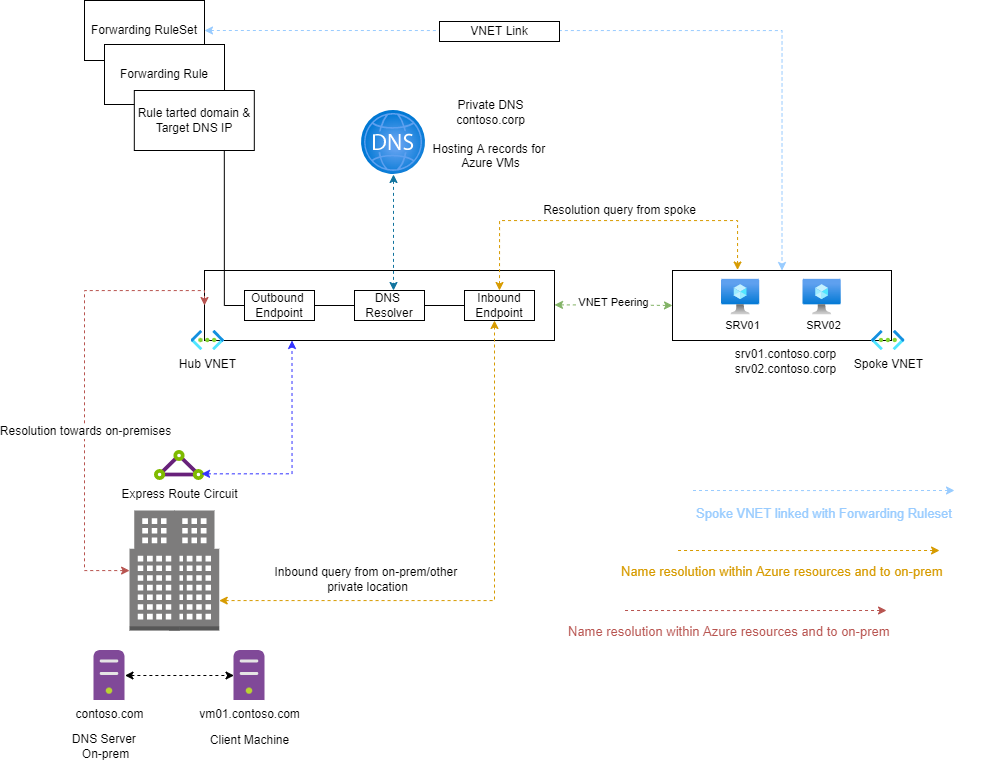 Forwarding RuleSet
VNET Link
Forwarding Rule
Rule tarted domain &
Target DNS IP
DNS
Private DNS
contoso.corp
Hosting A records for
Azure VMs
Resolution query from spoke
Outbound
Endpoint
DNS
Resolver
Inbound
Endpoint
VNET Peering
SRV01
SRV02
Hub VNET
srv01.contoso.corp
srv02.contoso.corp
Spoke VNET
Resolution towards on-premises
Express Route Circuit
Spoke VNET linked with Forwarding Ruleset
Inbound query from on-prem/other
private location
Name resolution within Azure resources and to on-prem
Name resolution within Azure resources and to on-prem
contoso.com
vm01.contoso.com
DNS Server
On-prem
Client Machine